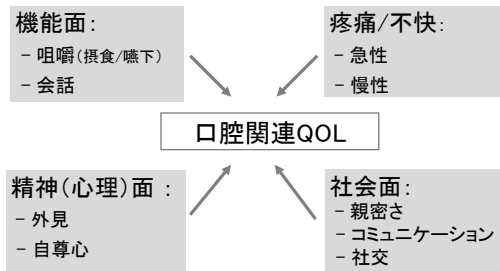 機能面:
− 咀嚼(摂食/嚥下)
− 会話
疼痛/不快:
− 急性
− 慢性
口腔関連QOL
精神(心理)面 :
− 外見
− 自尊心
社会面:
− 親密さ
− コミュニケーション
− 社交